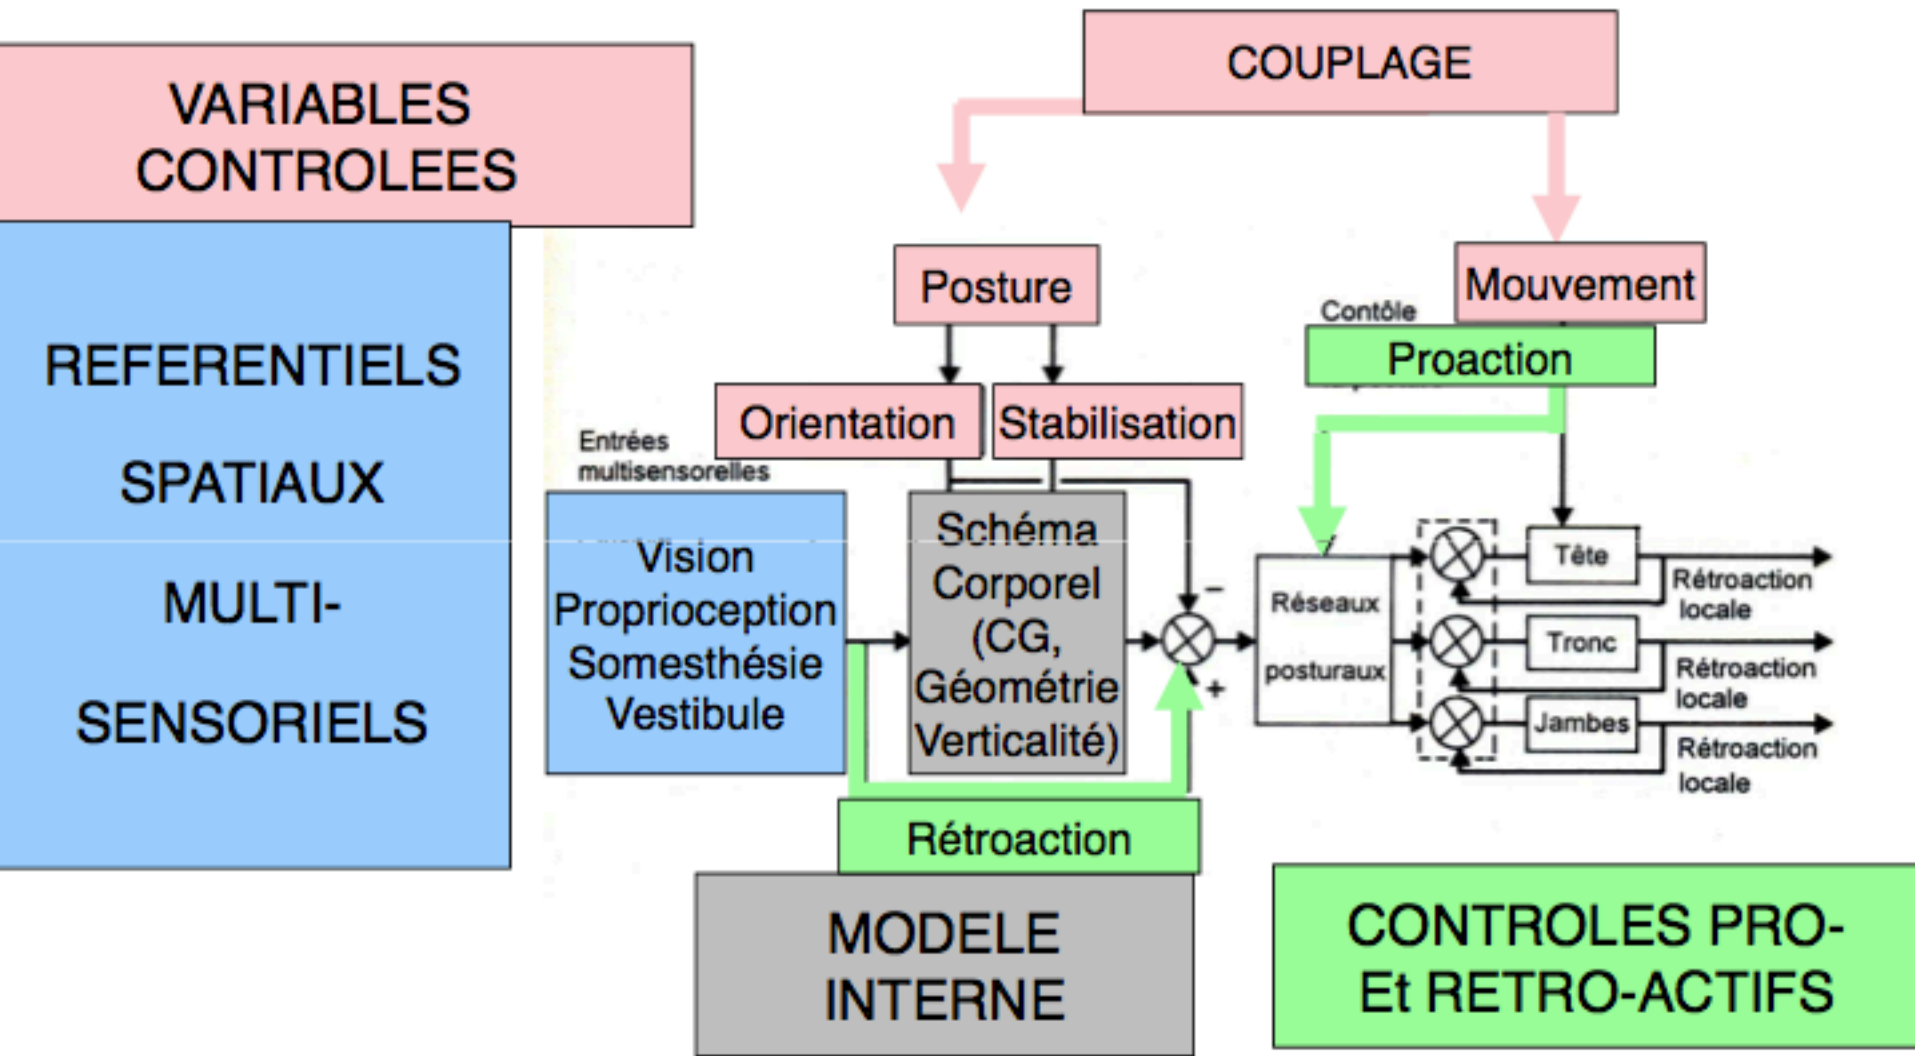 COUPLAGE
VARIABLES
CONTROLEES
REFERENTIELS
SPATIAUX
MULTI-
SENSORIELS
Posture
Mouvement
Contôle
Proaction
Orientation
Stabilisation
Entrées
multisensorelles
Vision
Proprioception
Somesthésie
Vestibule
Schéma
Corporel
(CG,
Géométrie
Verticalité)
−
+
Réseaux
posturaux
Tête
Rétroaction
locale
Tronc
Rétroaction
locale
Jambes
Rétroaction
locale
Rétroaction
MODELE
INTERNE
CONTROLES PRO-
Et RETRO-ACTIFS